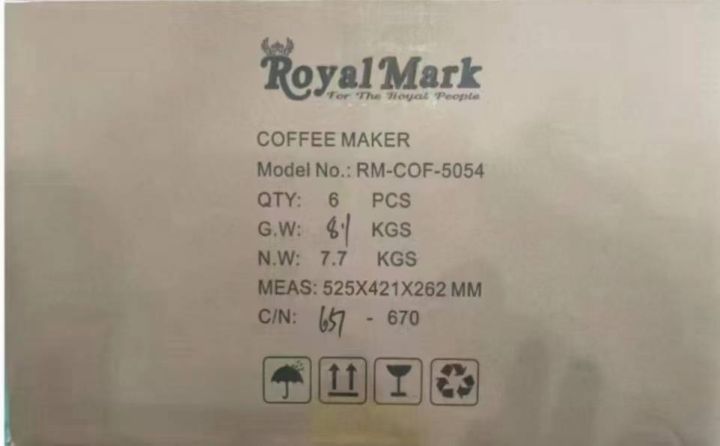 Royal Mark
For The Royal People
COFFEE MAKER
Model No.: RM-COF-5054
QTY: 6 PCS
G.W: 8.1 KGS
N.W: 7.7 KGS
MEAS: 525X421X262 MM
C/N: 657 - 670